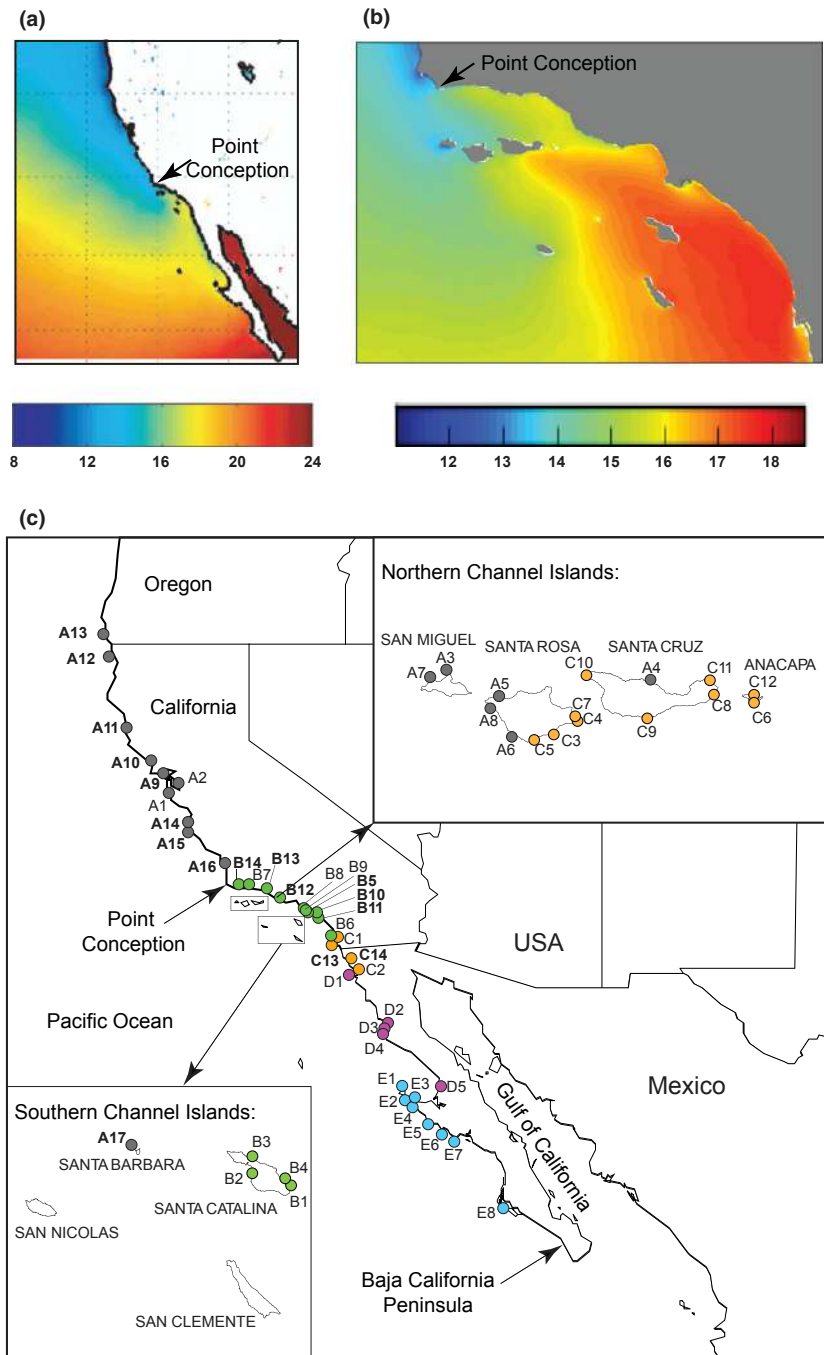 (a)
(b)
Point Conception
Point
Conception
8 12 16 20 24
12 13 14 15 16 17 18
(c)
Oregon
California
A13
A12
A11
A10
A9
A2
A1
A14
A15
A16
B14
B7
B13
B12
B8
B9
B5
B10
B11
B6
C1
C13
C14
C2
D1
D2
D3
D4
D5
E1
E2
E3
E4
E5
E6
E7
E8
Point
Conception
Pacific Ocean
USA
Mexico
Gulf of California
Baja California
Peninsula
Northern Channel Islands:
SAN MIGUEL
SANTA ROSA
SANTA CRUZ
ANACAPA
A7
A3
A5
A8
A6
C5
C3
C4
C7
C10
A4
C9
C11
C8
C12
C6
Southern Channel Islands:
A17
SANTA BARBARA
B3
B2
B4
B1
SANTA CATALINA
SAN NICOLAS
SAN CLEMENTE